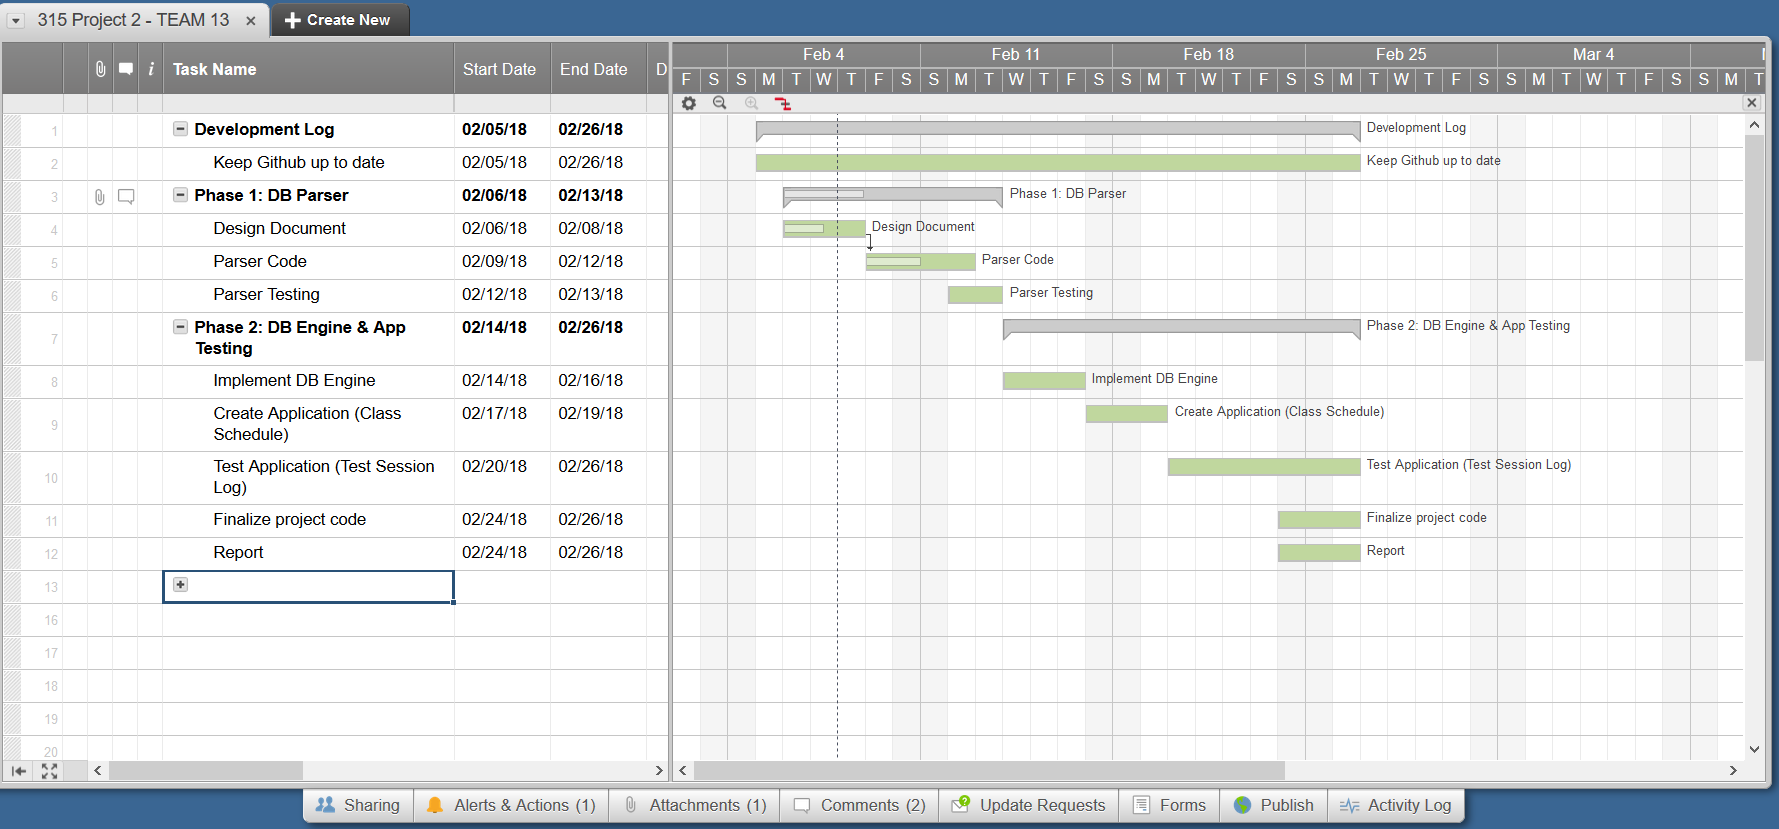 315 Project 2 - TEAM 13
Create New
Task Name Start Date End Date D
Feb 4 Feb 11 Feb 18 Feb 25 Mar 4
F S S M T W T F S S M T W T F S S M T W T F S S M T W T F S S M T W T F S S M T
1 Development Log 02/05/18 02/26/18 Development Log
2 Keep Github up to date 02/05/18 02/26/18 Keep Github up to date
3 Phase 1: DB Parser 02/06/18 02/13/18 Phase 1: DB Parser
4 Design Document 02/06/18 02/08/18 Design Document
5 Parser Code 02/09/18 02/12/18 Parser Code
6 Parser Testing 02/12/18 02/13/18 Parser Testing
7 Phase 2: DB Engine & App 02/14/18 02/26/18 Phase 2: DB Engine & App Testing
Testing
8 Implement DB Engine 02/14/18 02/16/18 Implement DB Engine
9 Create Application (Class 02/17/18 02/19/18 Create Application (Class Schedule)
Schedule)
10 Test Application (Test Session 02/20/18 02/26/18 Test Application (Test Session Log)
Log)
11 Finalize project code 02/24/18 02/26/18 Finalize project code
12 Report 02/24/18 02/26/18 Report
13
16
17
18
19
20
Sharing Alerts & Actions (1) Attachments (1) Comments (2) Update Requests Forms Publish Activity Log